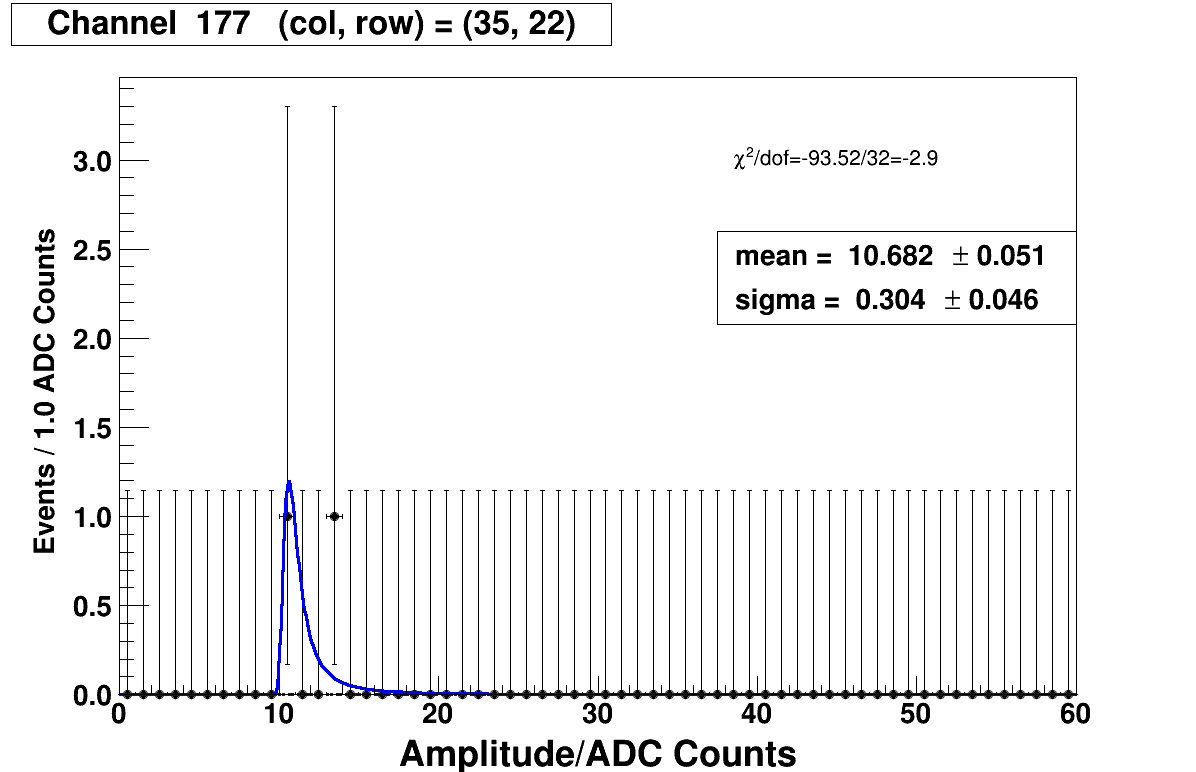 Channel 177 (col, row) = (35, 22)
χ²/dof=-93.52/32=-2.9
mean = 10.682 ± 0.051
sigma = 0.304 ± 0.046
Events / 1.0 ADC Counts
3.0
2.5
2.0
1.5
1.0
0.5
0.0
0 10 20 30 40 50 60
Amplitude/ADC Counts